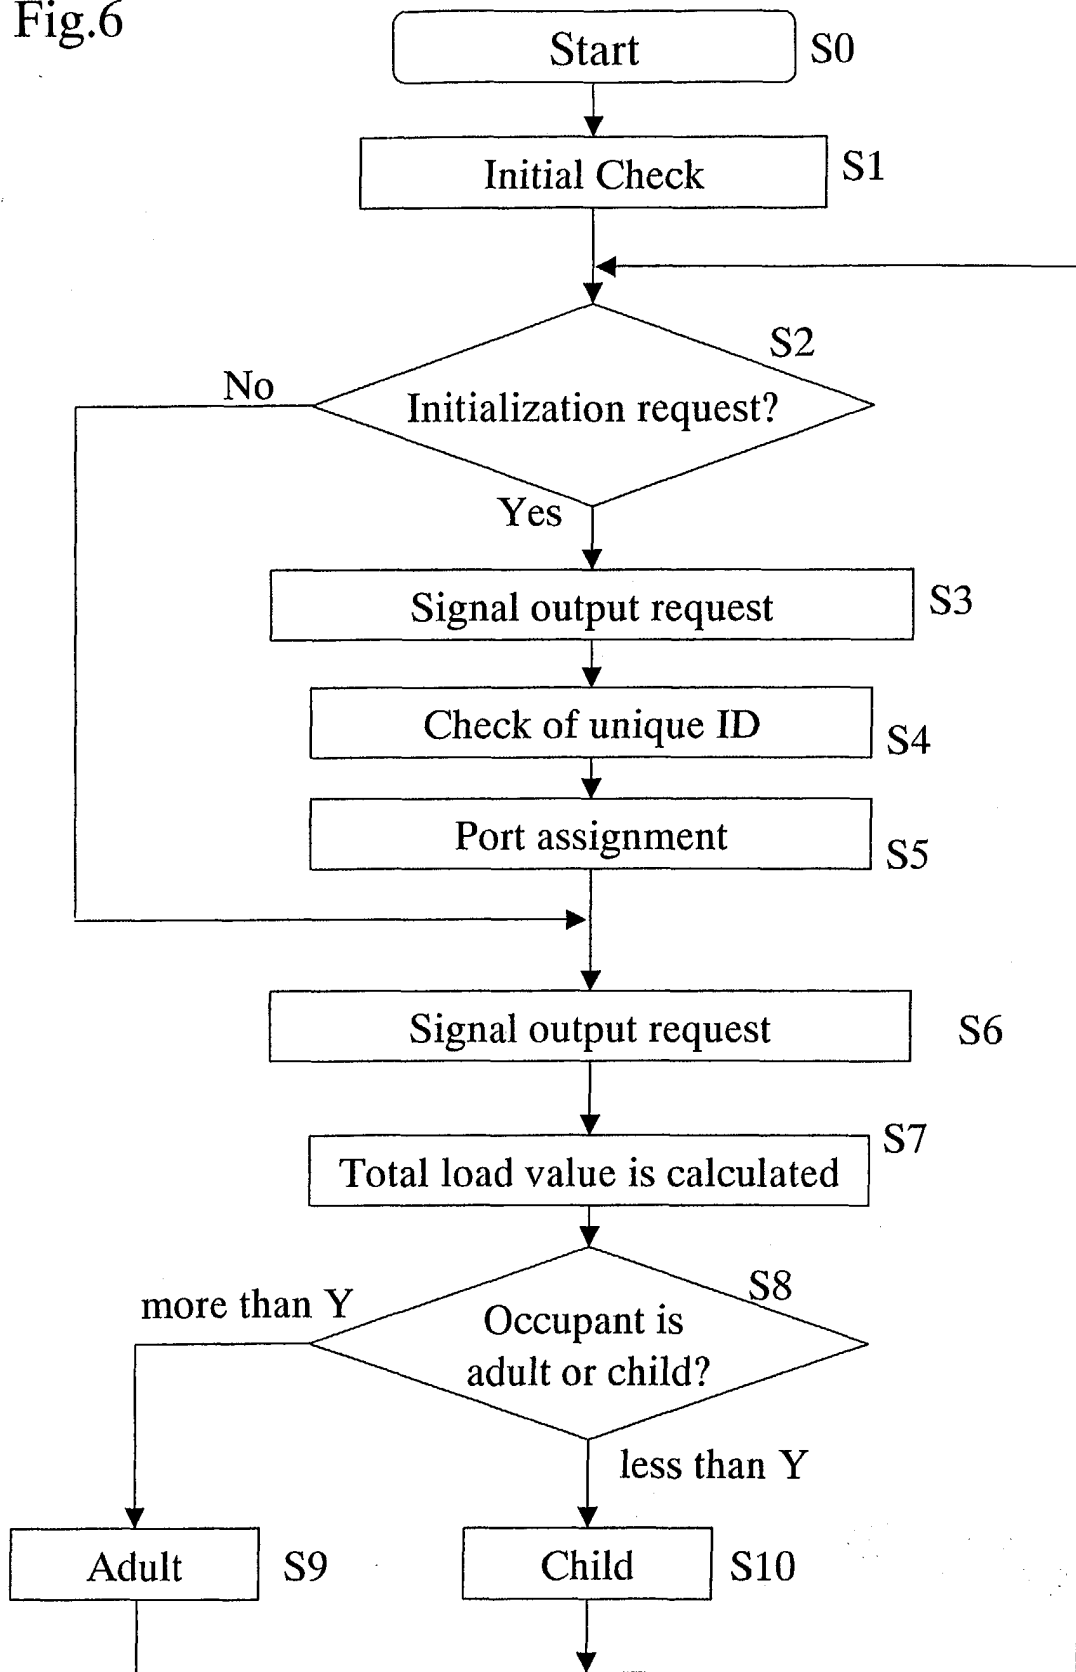 Fig.6
Start
S0
Initial Check
S1
S2
No
Initialization request?
Yes
Signal output request
S3
Check of unique ID
S4
Port assignment
S5
Signal output request
S6
S7
Total load value is calculated
S8
more than Y
Occupant is
adult or child?
less than Y
Adult
S9
Child
S10